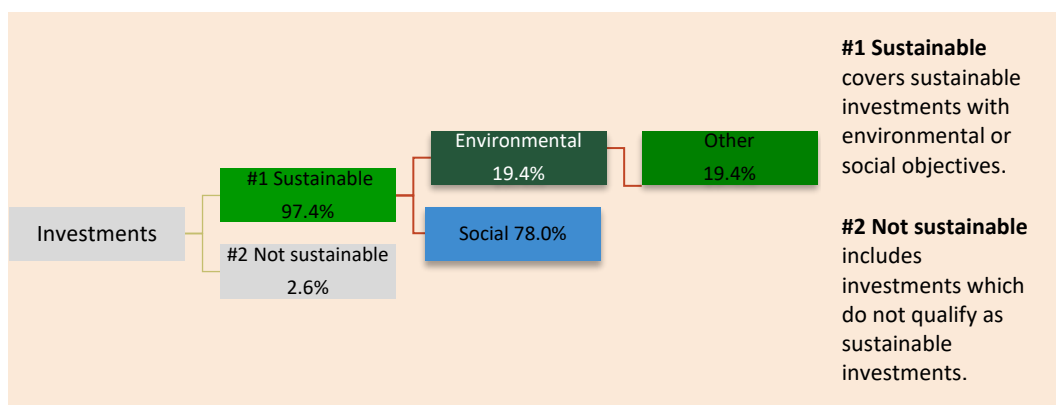 Investments
#1 Sustainable
97.4%
#2 Not sustainable
2.6%
Environmental
19.4%
Social 78.0%
Other
19.4%
#1 Sustainable
covers sustainable
investments with
environmental or
social objectives.
#2 Not sustainable
includes
investments which
do not qualify as
sustainable
investments.